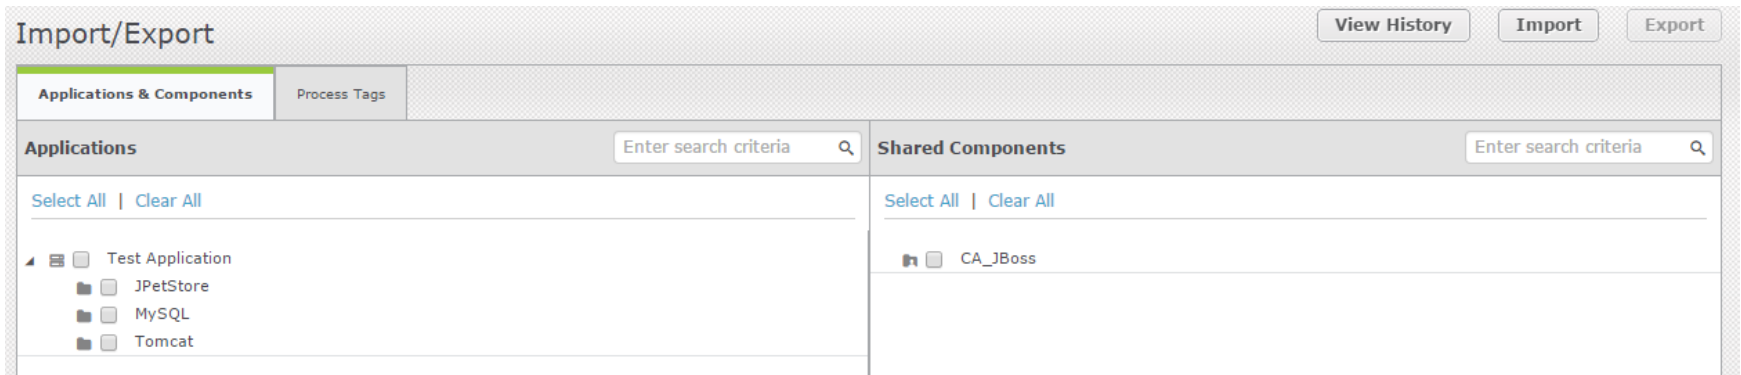 Import/Export
View History Import Export
Applications & Components Process Tags
Applications Enter search criteria Shared Components Enter search criteria
Select All | Clear All Select All | Clear All
Test Application CA_JBoss
JPetStore
MySQL
Tomcat